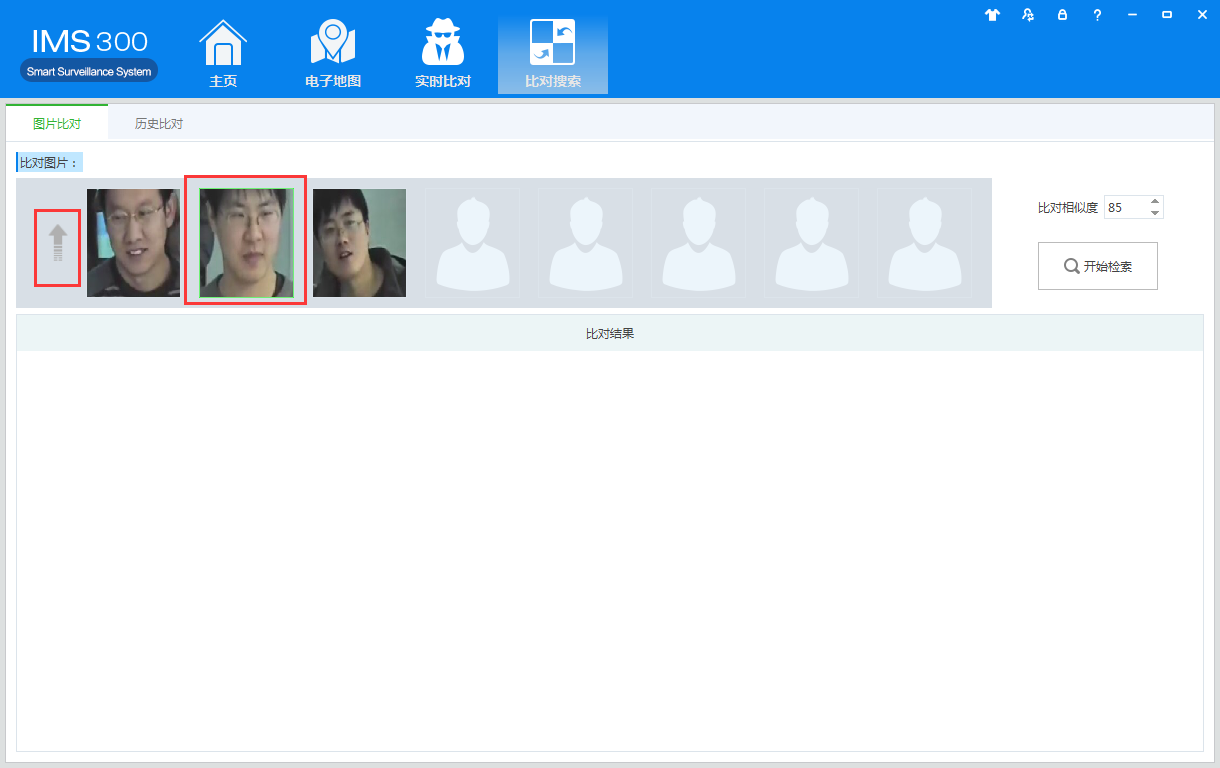 IMS 300
Smart Surveillance System
主页
电子地图
实时比对
比对搜索
图片比对
历史比对
比对图片：
比对相似度 85
开始检索
比对结果